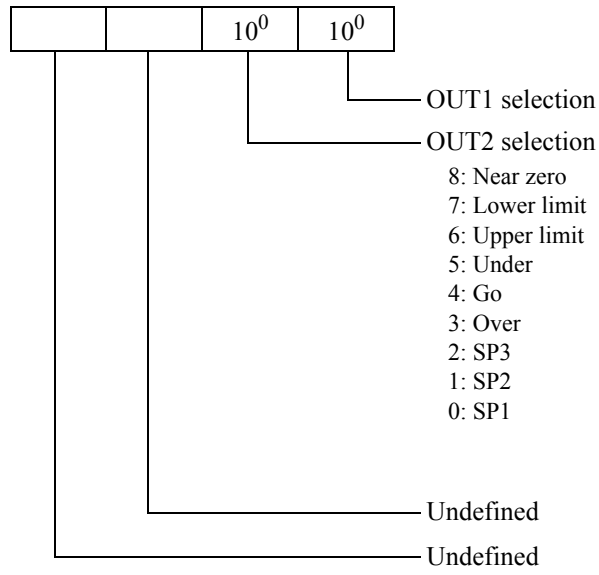 10⁰ 10⁰
OUT1 selection
OUT2 selection
8: Near zero
7: Lower limit
6: Upper limit
5: Under
4: Go
3: Over
2: SP3
1: SP2
0: SP1
Undefined
Undefined